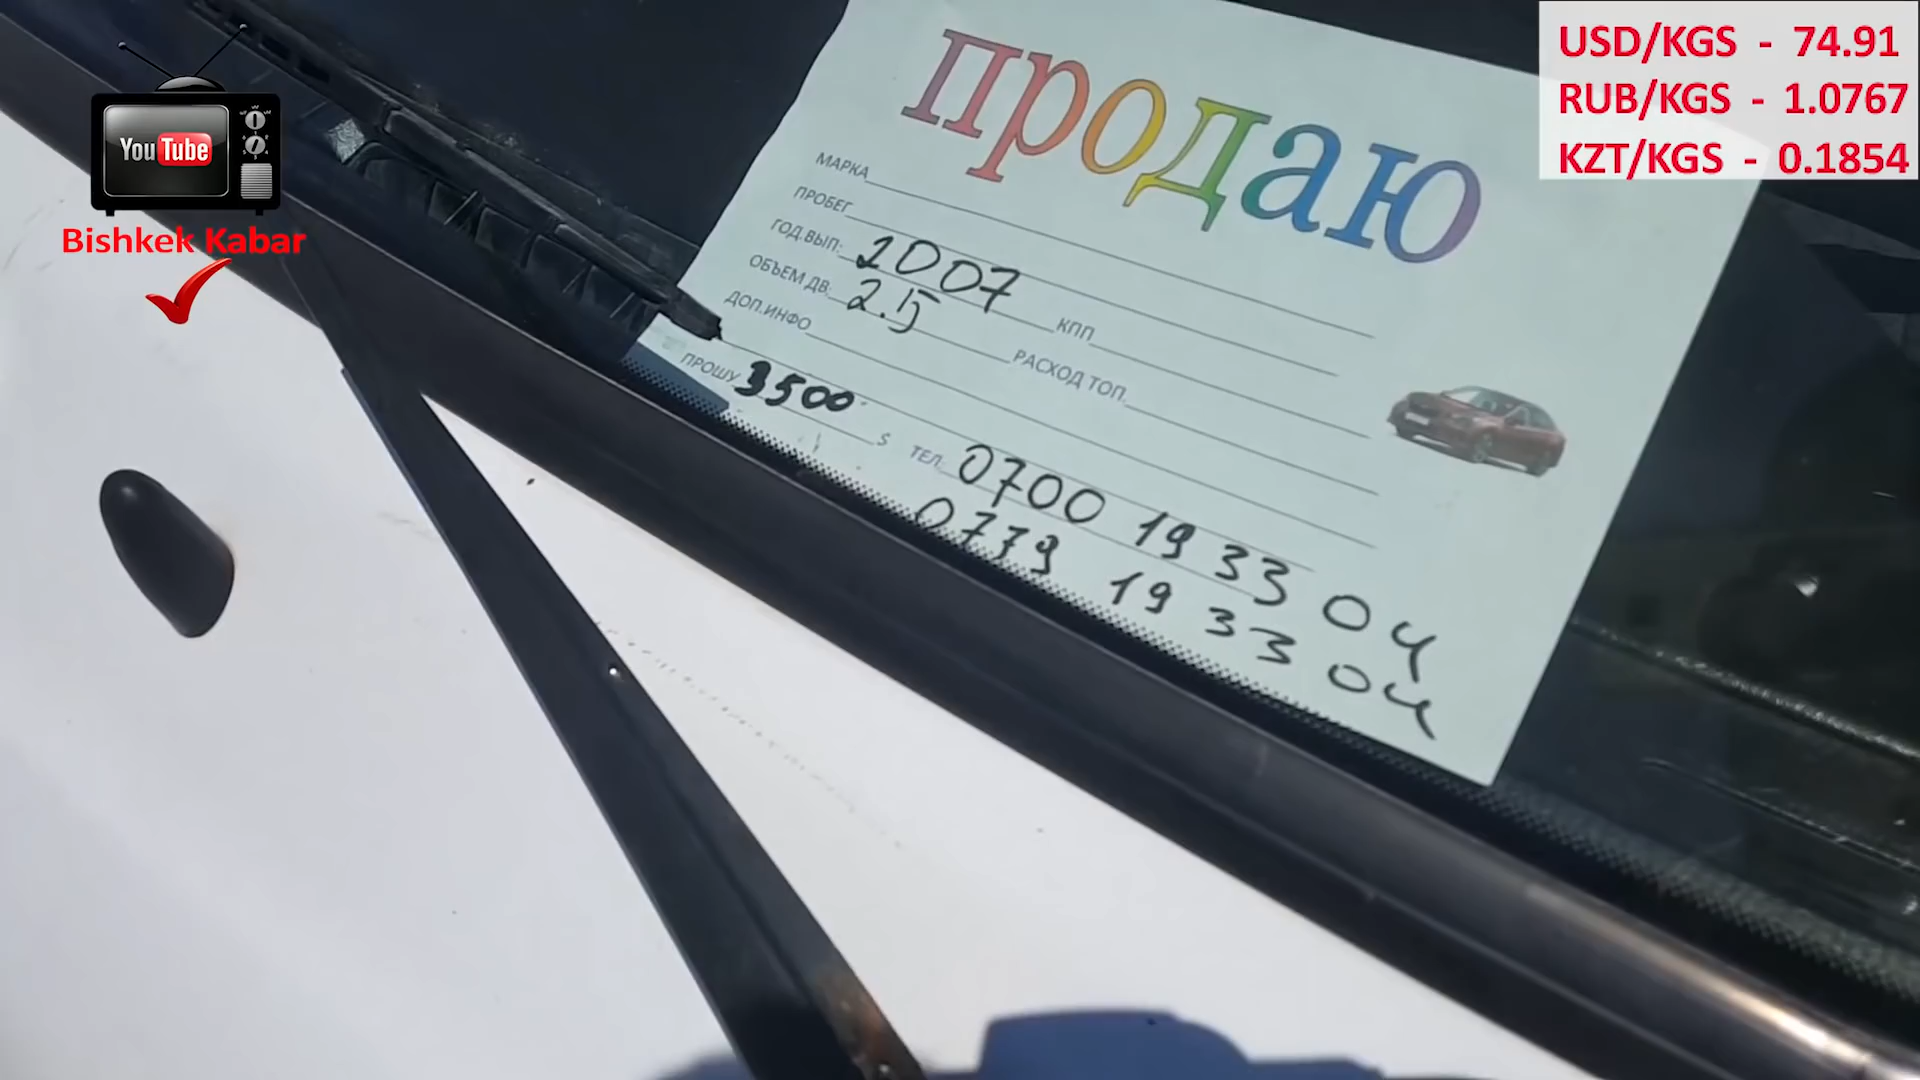 You Tube
Bishkek Kabar
USD/KGS - 74.91
RUB/KGS - 1.0767
KZT/KGS - 0.1854
продаю
МАРКА
ПРОБЕГ
ГОД.ВЫП: 2007 КПП
ОБЪЕМ ДВ: 2.5 РАСХОД ТОП.
ДОП.ИНФО
ПРОШУ 3500 $ ТЕЛ: 0700 19 33 04
0779 19 33 04